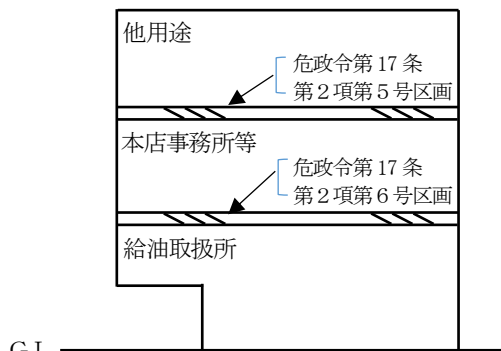 他用途
危政令第17条
第2項第5号区画
本店事務所等
危政令第17条
第2項第6号区画
給油取扱所
G.L